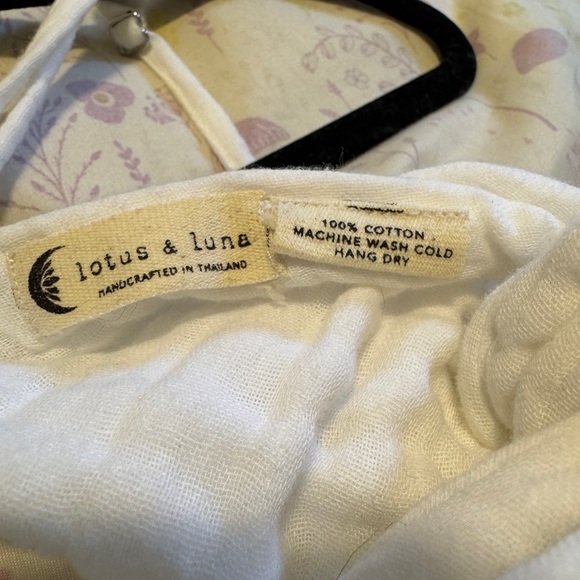 lotus & luna
HANDCRAFTED IN THAILAND
100% COTTON
MACHINE WASH COLD
HANG DRY